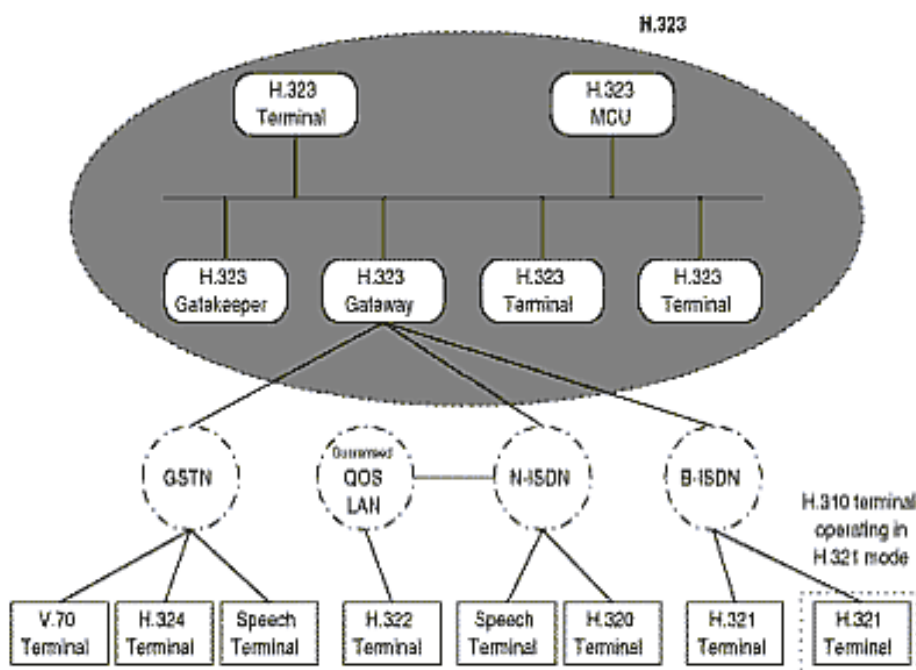 H.323
H.323
Terminal
H.323
MCU
H.323
Gatekeeper
H.323
Gateway
H.323
Terminal
H.323
Terminal
GSTN
Guaranteed
QOS
LAN
N-ISDN
B-ISDN
H.310 terminal
operating in
H.321 mode
V.70
Terminal
H.324
Terminal
Speech
Terminal
H.322
Terminal
Speech
Terminal
H.320
Terminal
H.321
Terminal
H.321
Terminal